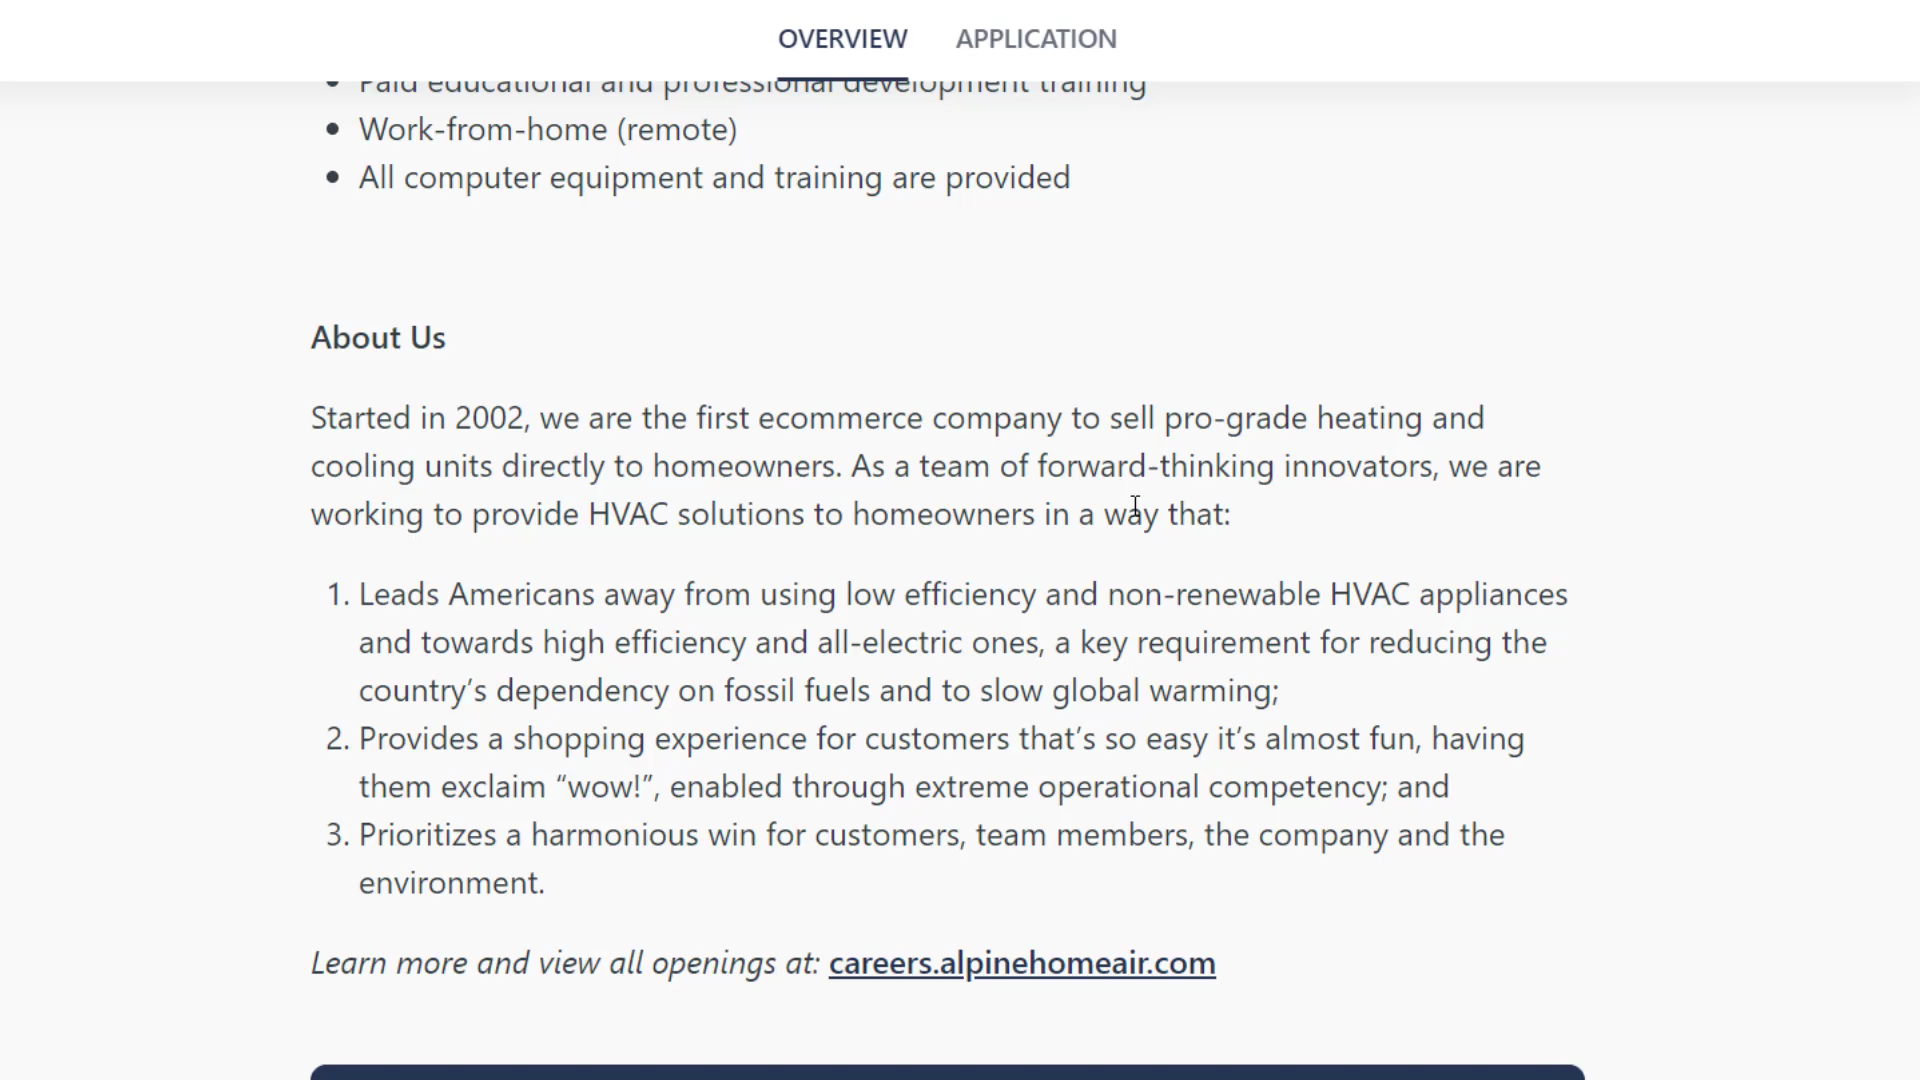 OVERVIEW APPLICATION
• Paid educational and professional development training
• Work-from-home (remote)
• All computer equipment and training are provided
About Us
Started in 2002, we are the first ecommerce company to sell pro-grade heating and
cooling units directly to homeowners. As a team of forward-thinking innovators, we are
working to provide HVAC solutions to homeowners in a way that:
1. Leads Americans away from using low efficiency and non-renewable HVAC appliances
and towards high efficiency and all-electric ones, a key requirement for reducing the
country’s dependency on fossil fuels and to slow global warming;
2. Provides a shopping experience for customers that’s so easy it’s almost fun, having
them exclaim “wow!”, enabled through extreme operational competency; and
3. Prioritizes a harmonious win for customers, team members, the company and the
environment.
Learn more and view all openings at: careers.alpinehomeair.com